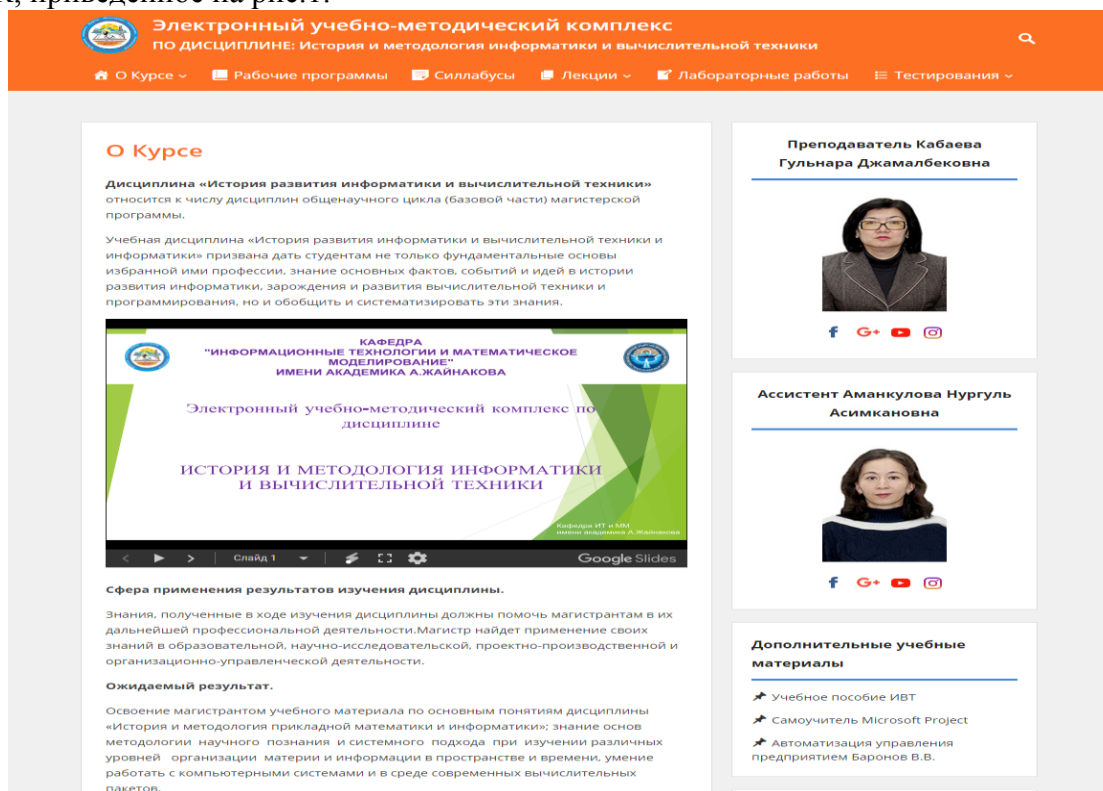 , приведенное на рис.1.
Электронный учебно-методический комплекс
ПО ДИСЦИПЛИНЕ: История и методология информатики и вычислительной техники
О Курсе
Рабочие программы
Силлабусы
Лекции
Лабораторные работы
Тестирования
О Курсе
Дисциплина «История развития информатики и вычислительной техники»
относится к числу дисциплин общенаучного цикла (базовой части) магистерской
программы.
Учебная дисциплина «История развития информатики и вычислительной техники и
информатики» призвана дать студентам не только фундаментальные основы
избранной ими профессии, знание основных фактов, событий и идей в истории
развития информатики, зарождения и развития вычислительной техники и
программирования, но и обобщить и систематизировать эти знания.
КАФЕДРА
"ИНФОРМАЦИОННЫЕ ТЕХНОЛОГИИ И МАТЕМАТИЧЕСКОЕ
МОДЕЛИРОВАНИЕ"
ИМЕНИ АКАДЕМИКА А.ЖАЙНАКОВА
Электронный учебно-методический комплекс по
дисциплине
ИСТОРИЯ И МЕТОДОЛОГИЯ ИНФОРМАТИКИ
И ВЫЧИСЛИТЕЛЬНОЙ ТЕХНИКИ
Кафедра ИТ и ММ
имени академика А.Жайнакова
Слайд 1
Google Slides
Сфера применения результатов изучения дисциплины.
Знания, полученные в ходе изучения дисциплины должны помочь магистрантам в их
дальнейшей профессиональной деятельности.Магистр найдет применение своих
знаний в образовательной, научно-исследовательской, проектно-производственной и
организационно-управленческой деятельности.
Ожидаемый результат.
Освоение магистрантом учебного материала по основным понятиям дисциплины
«История и методология прикладной математики и информатики»; знание основ
методологии научного познания и системного подхода при изучении различных
уровней организации материи и информации в пространстве и времени, умение
работать с компьютерными системами и в среде современных вычислительных
пакетов.
Преподаватель Кабаева
Гульнара Джамалбековна
f G+
Ассистент Аманкулова Нургуль
Асимкановна
f G+
Дополнительные учебные
материалы
Учебное пособие ИВТ
Самоучитель Microsoft Project
Автоматизация управления
предприятием Баронов В.В.